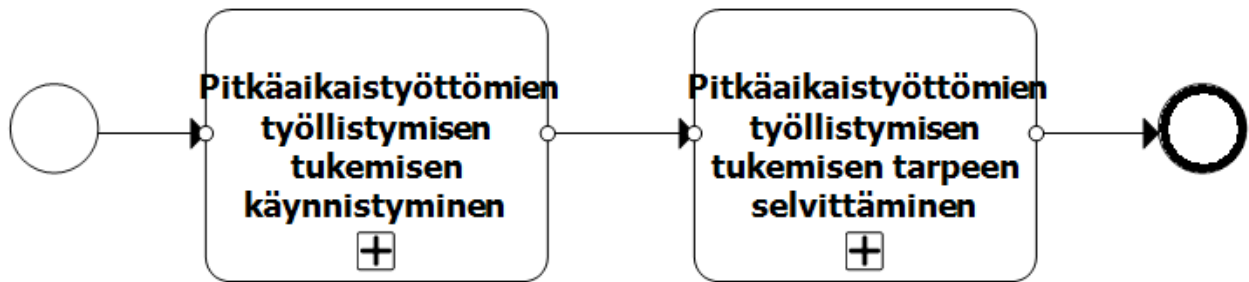 Pitkäaikaistyöttömien
työllistymisen
tukemisen
käynnistyminen
Pitkäaikaistyöttömien
työllistymisen
tukemisen tarpeen
selvittäminen